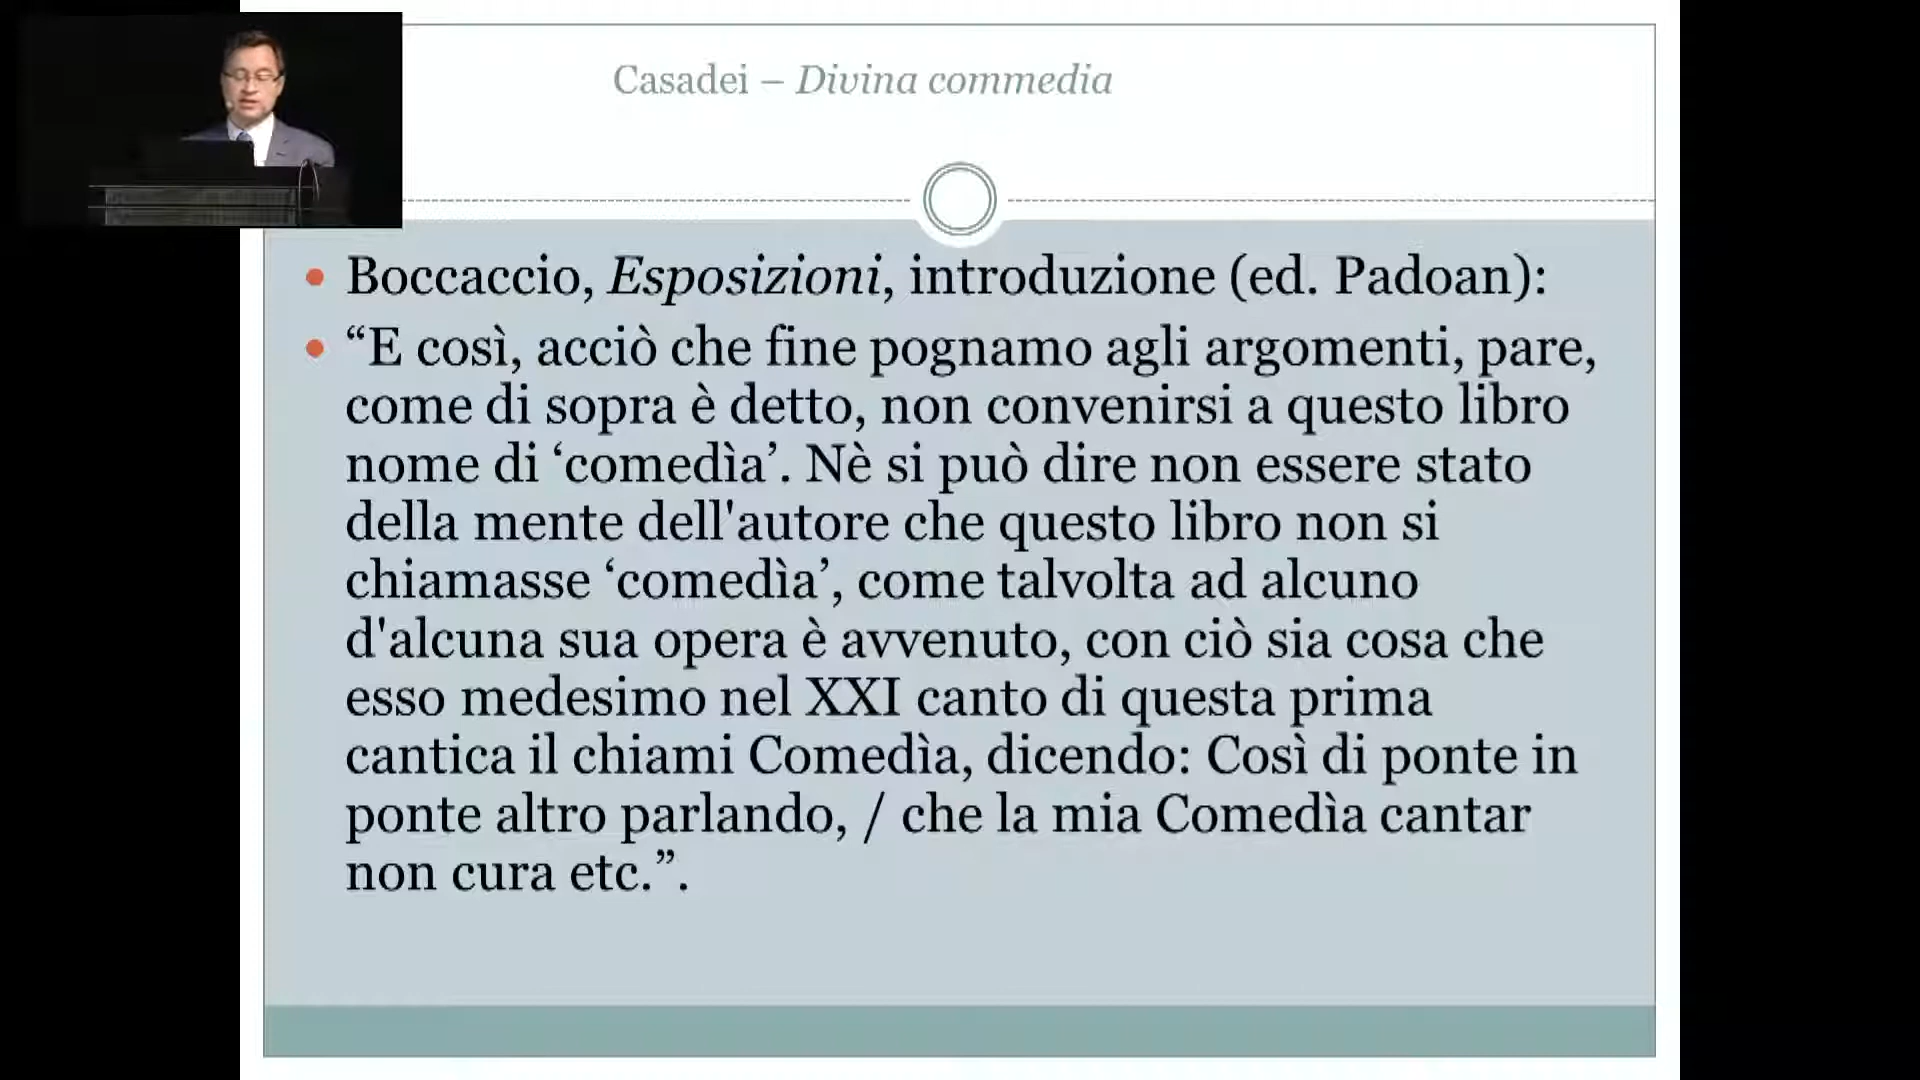 Casadei – Divina commedia
• Boccaccio, Esposizioni, introduzione (ed. Padoan):
• “E così, acciò che fine pognamo agli argomenti, pare,
come di sopra è detto, non convenirsi a questo libro
nome di ‘comedìa’. Nè si può dire non essere stato
della mente dell'autore che questo libro non si
chiamasse ‘comedìa’, come talvolta ad alcuno
d'alcuna sua opera è avvenuto, con ciò sia cosa che
esso medesimo nel XXI canto di questa prima
cantica il chiami Comedìa, dicendo: Così di ponte in
ponte altro parlando, / che la mia Comedìa cantar
non cura etc.”.